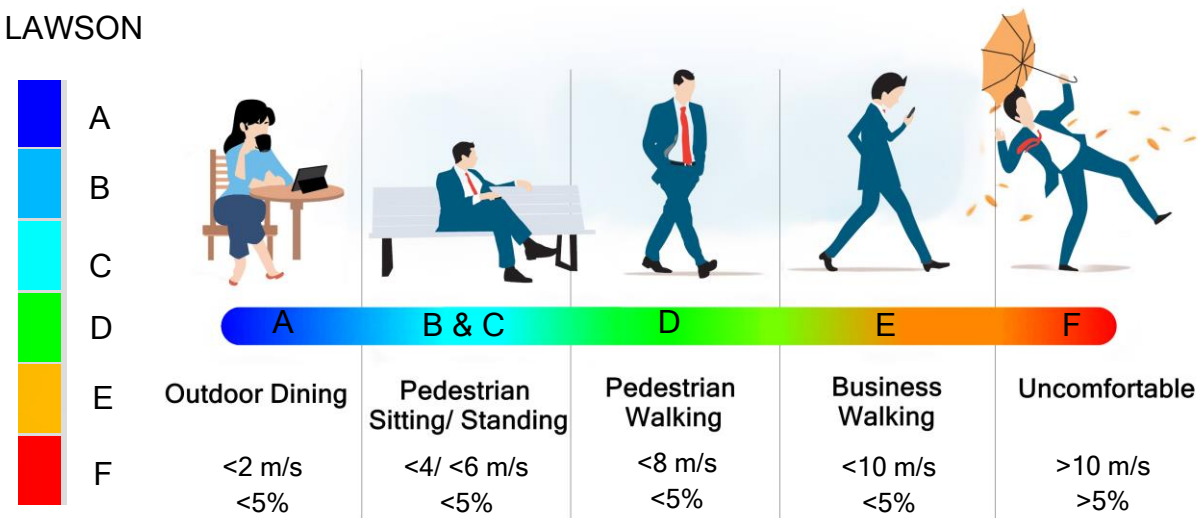 LAWSON
A
B
C
D
E
F
A
B & C
D
E
F
Outdoor Dining
<2 m/s
<5%
Pedestrian
Sitting/ Standing
<4/ <6 m/s
<5%
Pedestrian
Walking
<8 m/s
<5%
Business
Walking
<10 m/s
<5%
Uncomfortable
>10 m/s
>5%